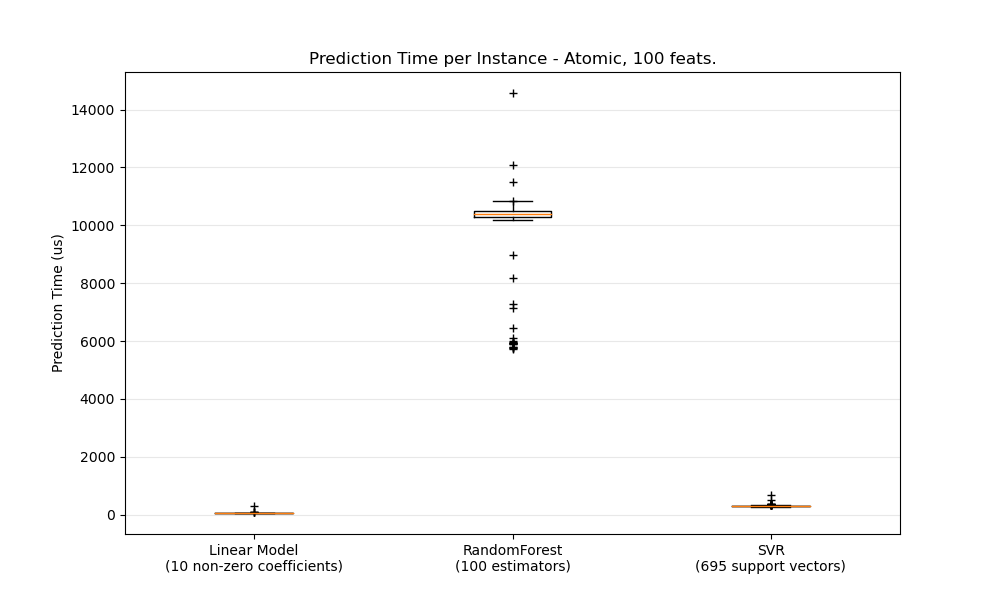 Prediction Time per Instance - Atomic, 100 feats.
Prediction Time (us)
14000
12000
10000
8000
6000
4000
2000
0
Linear Model
(10 non-zero coefficients)
RandomForest
(100 estimators)
SVR
(695 support vectors)